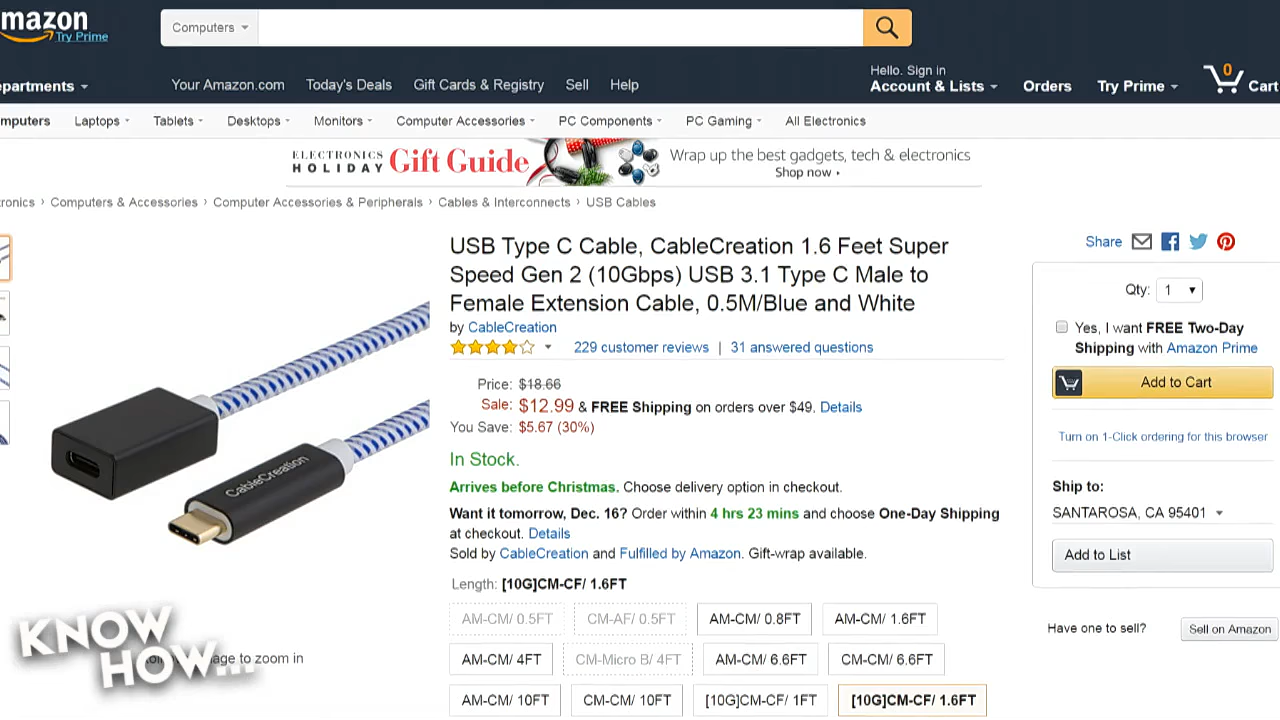 mazon
Try Prime
Computers
epartments
Your Amazon.com
Today's Deals
Gift Cards & Registry
Sell
Help
Hello. Sign in
Account & Lists
Orders
Try Prime
0
Cart
mputers
Laptops
Tablets
Desktops
Monitors
Computer Accessories
PC Components
PC Gaming
All Electronics
ELECTRONICS
HOLIDAY
Gift Guide
Wrap up the best gadgets, tech & electronics
Shop now ›
ronics › Computers & Accessories › Computer Accessories & Peripherals › Cables & Interconnects › USB Cables
USB Type C Cable, CableCreation 1.6 Feet Super
Speed Gen 2 (10Gbps) USB 3.1 Type C Male to
Female Extension Cable, 0.5M/Blue and White
by CableCreation
229 customer reviews | 31 answered questions
Price: $18.66
Sale: $12.99 & FREE Shipping on orders over $49. Details
You Save: $5.67 (30%)
In Stock.
Arrives before Christmas. Choose delivery option in checkout.
Want it tomorrow, Dec. 16? Order within 4 hrs 23 mins and choose One-Day Shipping
at checkout. Details
Sold by CableCreation and Fulfilled by Amazon. Gift-wrap available.
Length: [10G]CM-CF/ 1.6FT
AM-CM/ 0.5FT
CM-AF/ 0.5FT
AM-CM/ 0.8FT
AM-CM/ 1.6FT
AM-CM/ 4FT
CM-Micro B/ 4FT
AM-CM/ 6.6FT
CM-CM/ 6.6FT
AM-CM/ 10FT
CM-CM/ 10FT
[10G]CM-CF/ 1FT
[10G]CM-CF/ 1.6FT
CableCreation
KNOW
HOW...
age to zoom in
Share
Qty: 1
Yes, I want FREE Two-Day
Shipping with Amazon Prime
Add to Cart
Turn on 1-Click ordering for this browser
Ship to:
SANTAROSA, CA 95401
Add to List
Have one to sell?
Sell on Amazon